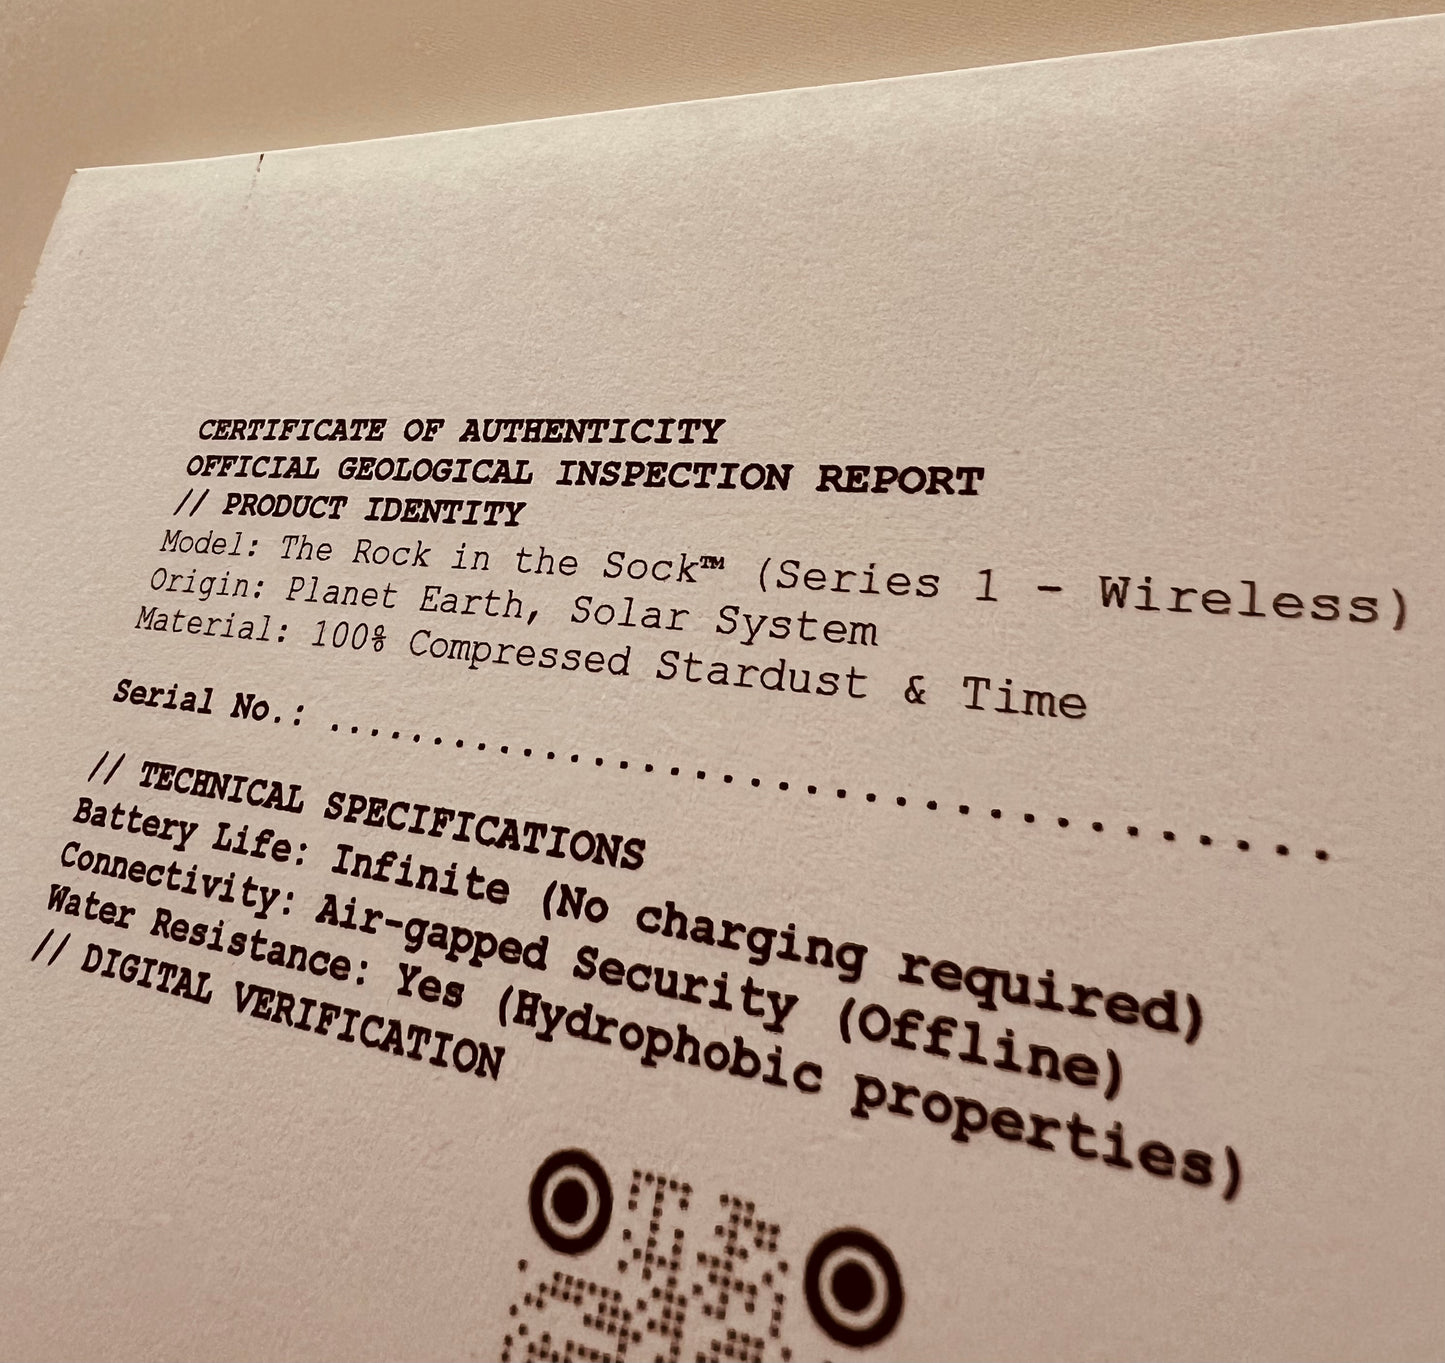 CERTIFICATE OF AUTHENTICITY
OFFICIAL GEOLOGICAL INSPECTION REPORT
// PRODUCT IDENTITY
Model: The Rock in the Sock™ (Series 1 - Wireless)
Origin: Planet Earth, Solar System
Material: 100% Compressed Stardust & Time
Serial No.: ......................................
// TECHNICAL SPECIFICATIONS
Battery Life: Infinite (No charging required)
Connectivity: Air-gapped Security (Offline)
Water Resistance: Yes (Hydrophobic properties)
// DIGITAL VERIFICATION